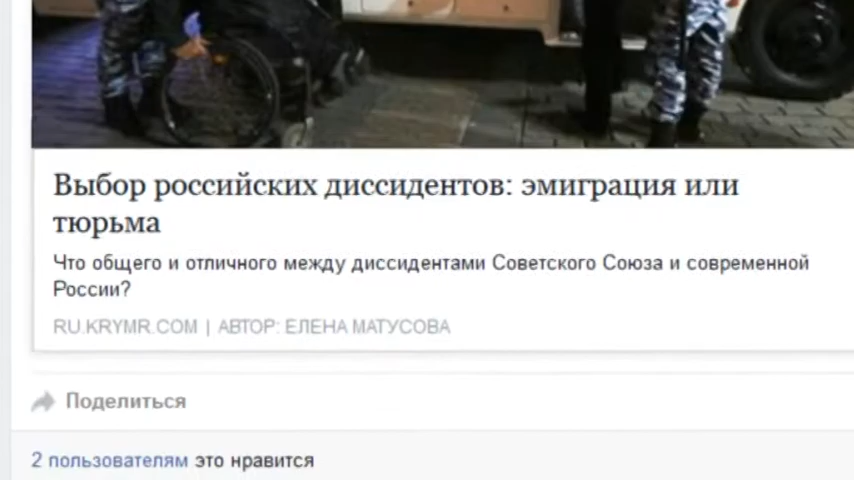 Выбор российских диссидентов: эмиграция или
тюрьма
Что общего и отличного между диссидентами Советского Союза и современной
России?
RU.KRYMR.COM | АВТОР: ЕЛЕНА МАТУСОВА
Поделиться
2 пользователям это нравится